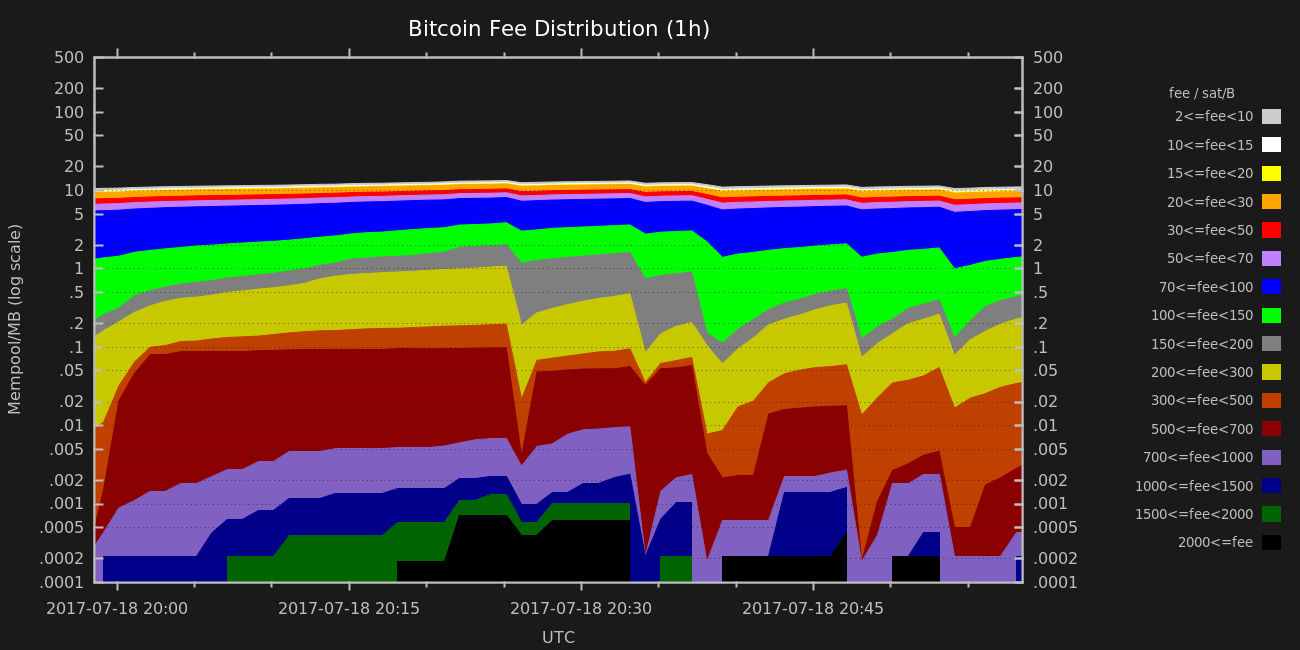 Bitcoin Fee Distribution (1h)
500
200
100
50
20
10
5
2
1
.5
.2
.1
.05
.02
.01
.005
.002
.001
.0005
.0002
.0001
Mempool/MB (log scale)
500
200
100
50
20
10
5
2
1
.5
.2
.1
.05
.02
.01
.005
.002
.001
.0005
.0002
.0001
2017-07-18 20:00
2017-07-18 20:15
2017-07-18 20:30
2017-07-18 20:45
UTC
fee / sat/B
2<=fee<10
10<=fee<15
15<=fee<20
20<=fee<30
30<=fee<50
50<=fee<70
70<=fee<100
100<=fee<150
150<=fee<200
200<=fee<300
300<=fee<500
500<=fee<700
700<=fee<1000
1000<=fee<1500
1500<=fee<2000
2000<=fee